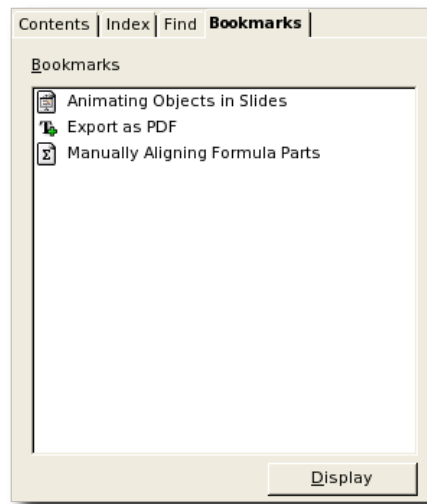 Contents Index Find Bookmarks
Bookmarks
Animating Objects in Slides
Export as PDF
Manually Aligning Formula Parts
Display